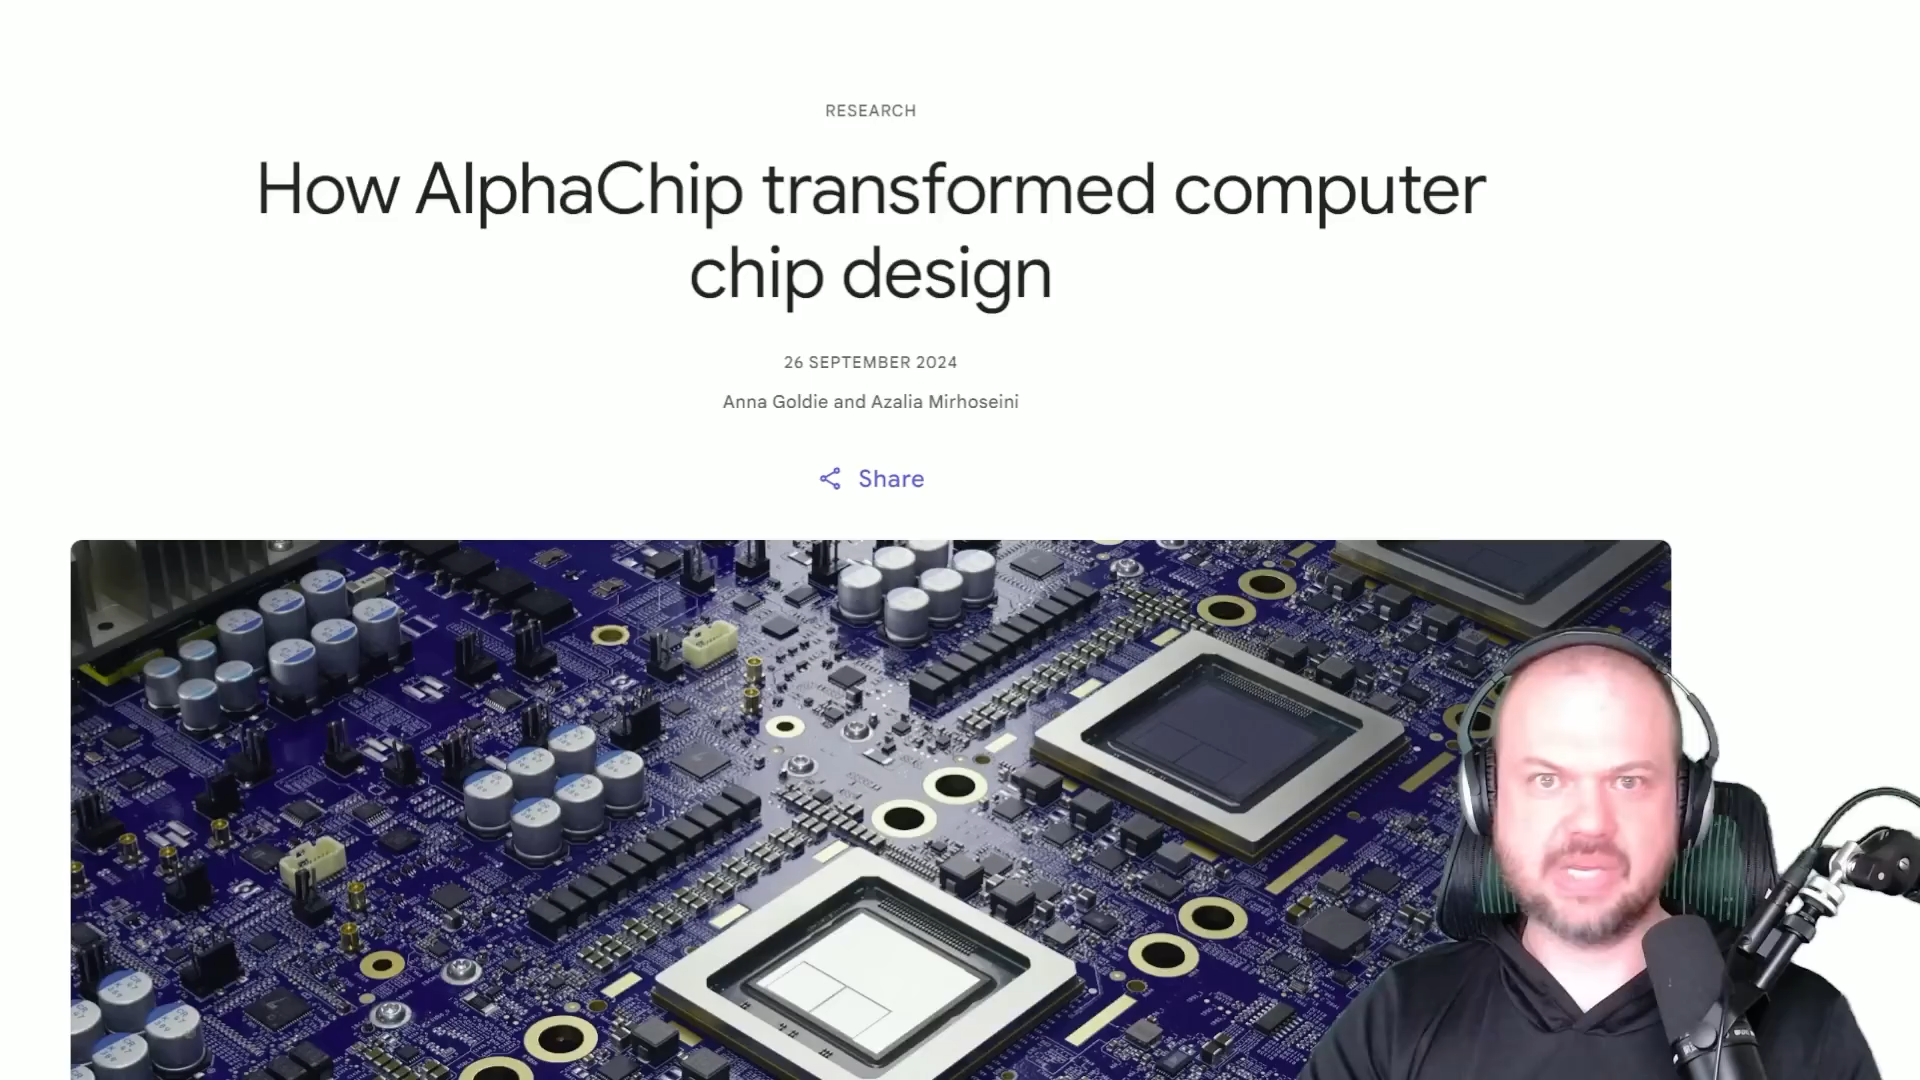 RESEARCH
How AlphaChip transformed computer
chip design
26 SEPTEMBER 2024
Anna Goldie and Azalia Mirhoseini
Share